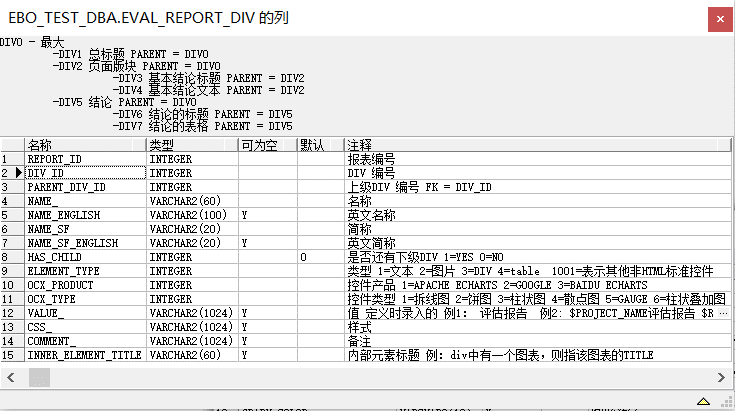 EBO_TEST_DBA.EVAL_REPORT_DIV 的列
DIV0 - 最大
-DIV1 总标题 PARENT = DIV0
-DIV2 页面版块 PARENT = DIV0
-DIV3 基本结论标题 PARENT = DIV2
-DIV4 基本结论文本 PARENT = DIV2
-DIV5 结论 PARENT = DIV0
-DIV6 结论的标题 PARENT = DIV5
-DIV7 结论的表格 PARENT = DIV5
名称 类型 可为空 默认 注释
1 REPORT_ID INTEGER 报表编号
2 DIV_ID INTEGER DIV 编号
3 PARENT_DIV_ID INTEGER 上级DIV 编号 FK = DIV_ID
4 NAME_ VARCHAR2(60) 名称
5 NAME_ENGLISH VARCHAR2(100) Y 英文名称
6 NAME_SF VARCHAR2(20) 简称
7 NAME_SF_ENGLISH VARCHAR2(20) Y 英文简称
8 HAS_CHILD INTEGER 0 是否还有下级DIV 1=YES 0=NO
9 ELEMENT_TYPE INTEGER 类型 1=文本 2=图片 3=DIV 4=table 1001=表示其他非HTML标准控件
10 OCX_PRODUCT INTEGER 控件产品 1=APACHE ECHARTS 2=GOOGLE 3=BAIDU ECHARTS
11 OCX_TYPE INTEGER 控件类型 1=拆线图 2=饼图 3=柱状图 4=散点图 5=GAUGE 6=柱状叠加图
12 VALUE_ VARCHAR2(1024) Y 值 定义时录入的 例1: 评估报告 例2: $PROJECT_NAME评估报告 $R ...
13 CSS_ VARCHAR2(1024) Y 样式
14 COMMENT_ VARCHAR2(1024) Y 备注
15 INNER_ELEMENT_TITLE VARCHAR2(60) Y 内部元素标题 例: div中有一个图表, 则指该图表的TITLE